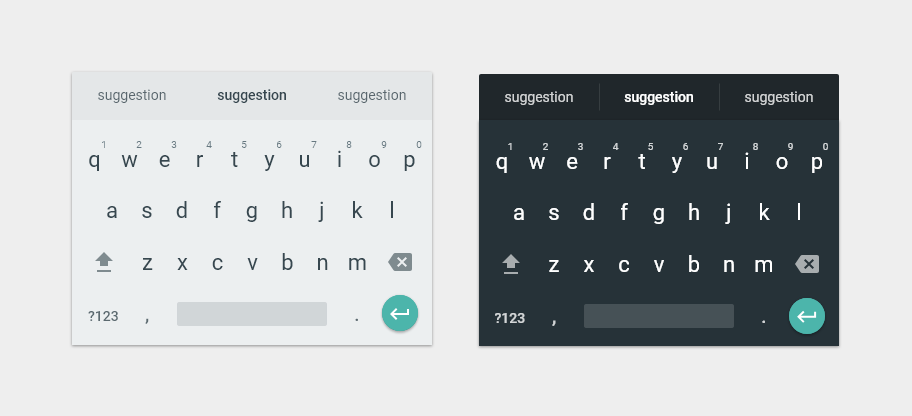 suggestion suggestion suggestion
1 2 3 4 5 6 7 8 9 0
q w e r t y u i o p
a s d f g h j k l
z x c v b n m
?123 , .
suggestion suggestion suggestion
1 2 3 4 5 6 7 8 9 0
q w e r t y u i o p
a s d f g h j k l
z x c v b n m
?123 , .